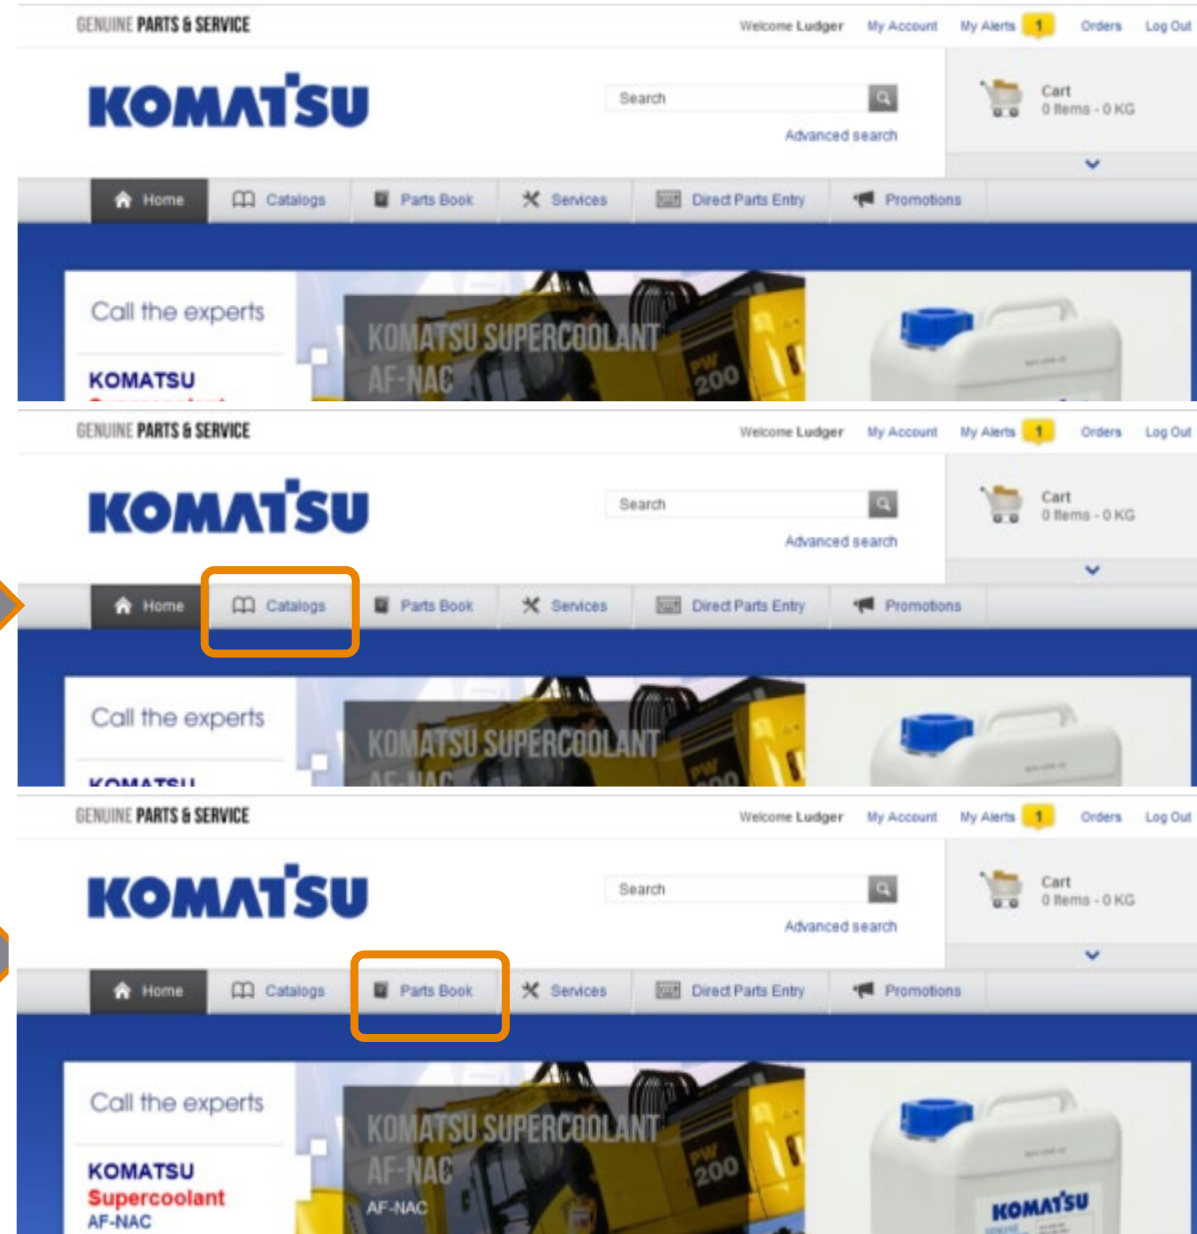 GENUINE PARTS & SERVICE
Welcome Ludger My Account My Alerts 1 Orders Log Out
KOMATSU
Search
Advanced search
Cart
0 Items - 0 KG
Home Catalogs Parts Book Services Direct Parts Entry Promotions
Call the experts
KOMATSU
KOMATSU SUPERCOOLANT
AF-NAC
PW
200
GENUINE PARTS & SERVICE
Welcome Ludger My Account My Alerts 1 Orders Log Out
KOMATSU
Search
Advanced search
Cart
0 Items - 0 KG
Home Catalogs Parts Book Services Direct Parts Entry Promotions
Call the experts
KOMATSU
KOMATSU SUPERCOOLANT
AF-NAC
PW
200
GENUINE PARTS & SERVICE
Welcome Ludger My Account My Alerts 1 Orders Log Out
KOMATSU
Search
Advanced search
Cart
0 Items - 0 KG
Home Catalogs Parts Book Services Direct Parts Entry Promotions
Call the experts
KOMATSU
Supercoolant
AF-NAC
KOMATSU SUPERCOOLANT
AF-NAC
AF-NAC
PW
200
KOMATSU
GENUINE